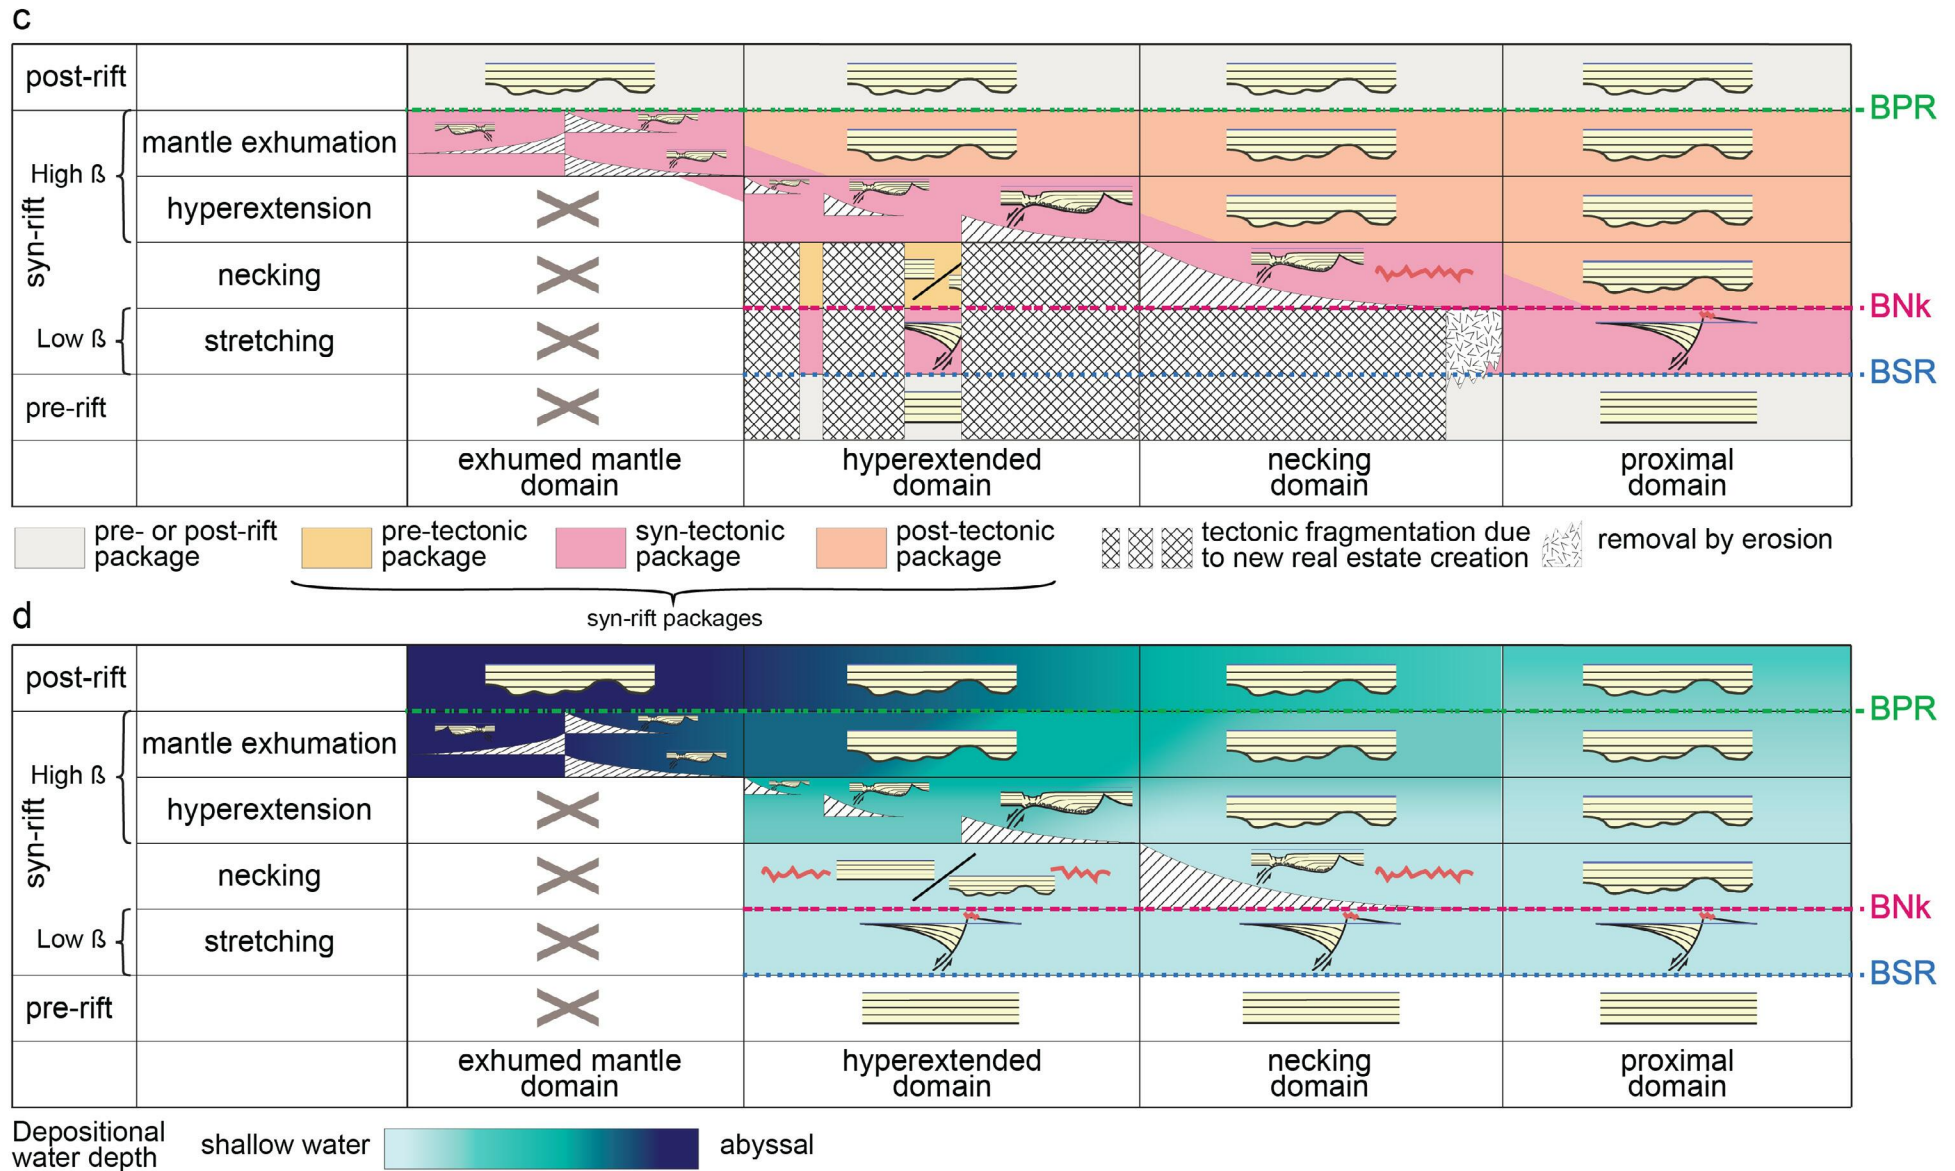 c
post-rift
BPR
mantle exhumation
High ß
hyperextension
syn-rift
necking
BNk
Low ß
stretching
BSR
pre-rift
exhumed mantle
domain
hyperextended
domain
necking
domain
proximal
domain
pre- or post-rift
package
pre-tectonic
package
syn-tectonic
package
post-tectonic
package
tectonic fragmentation due
to new real estate creation
removal by erosion
syn-rift packages
d
post-rift
BPR
mantle exhumation
High ß
hyperextension
syn-rift
necking
BNk
Low ß
stretching
BSR
pre-rift
exhumed mantle
domain
hyperextended
domain
necking
domain
proximal
domain
Depositional
water depth
shallow water
abyssal